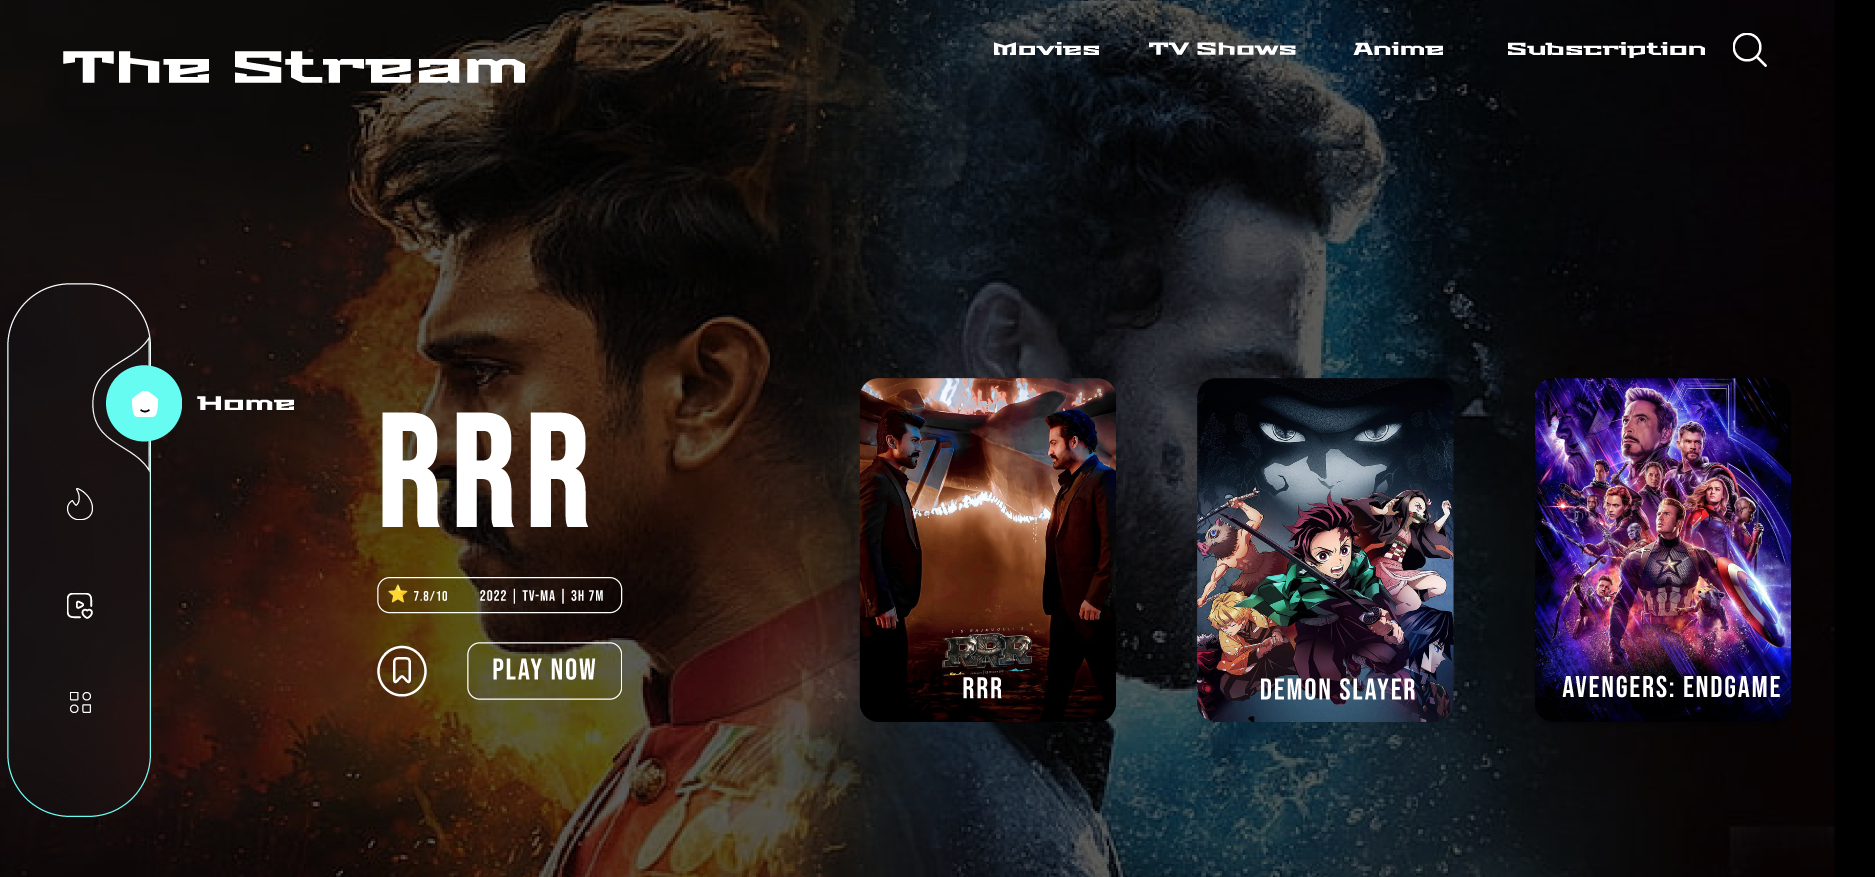 The Stream
Movies
TV Shows
Anime
Subscription
Home
RRR
7.8/10
2022 | TV-MA | 3H 7M
PLAY NOW
RRR
RRR
DEMON SLAYER
AVENGERS: ENDGAME